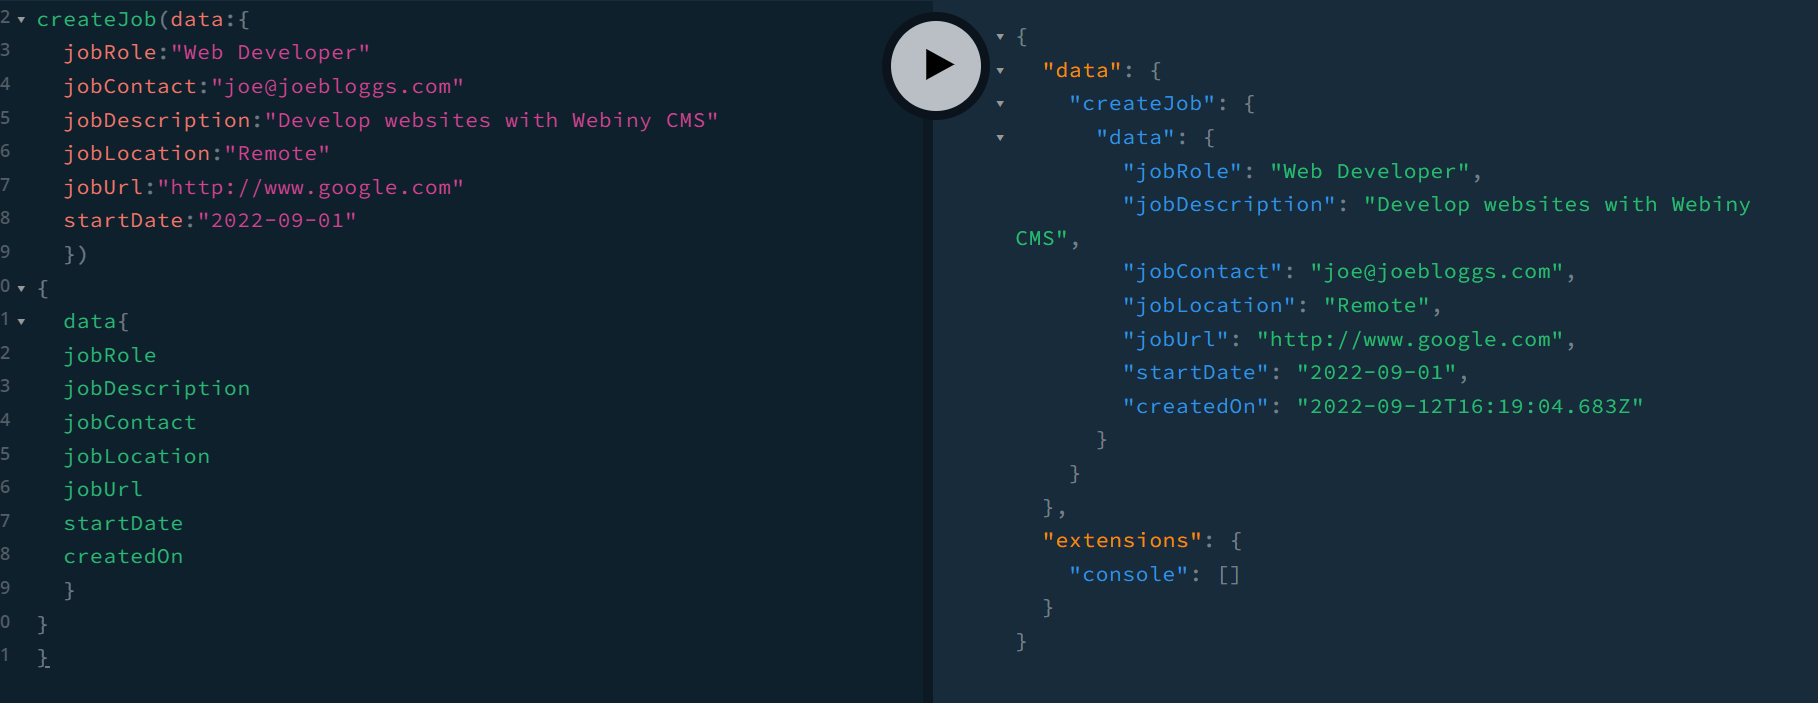 2 createJob(data:{
3 jobRole:"Web Developer"
4 jobContact:"joe@joebloggs.com"
5 jobDescription:"Develop websites with Webiny CMS"
6 jobLocation:"Remote"
7 jobUrl:"http://www.google.com"
8 startDate:"2022-09-01"
9 })
0 {
1 data{
2 jobRole
3 jobDescription
4 jobContact
5 jobLocation
6 jobUrl
7 startDate
8 createdOn
9 }
0 }
1 }
{
"data": {
"createJob": {
"data": {
"jobRole": "Web Developer",
"jobDescription": "Develop websites with Webiny
CMS",
"jobContact": "joe@joebloggs.com",
"jobLocation": "Remote",
"jobUrl": "http://www.google.com",
"startDate": "2022-09-01",
"createdOn": "2022-09-12T16:19:04.683Z"
}
}
},
"extensions": {
"console": []
}
}